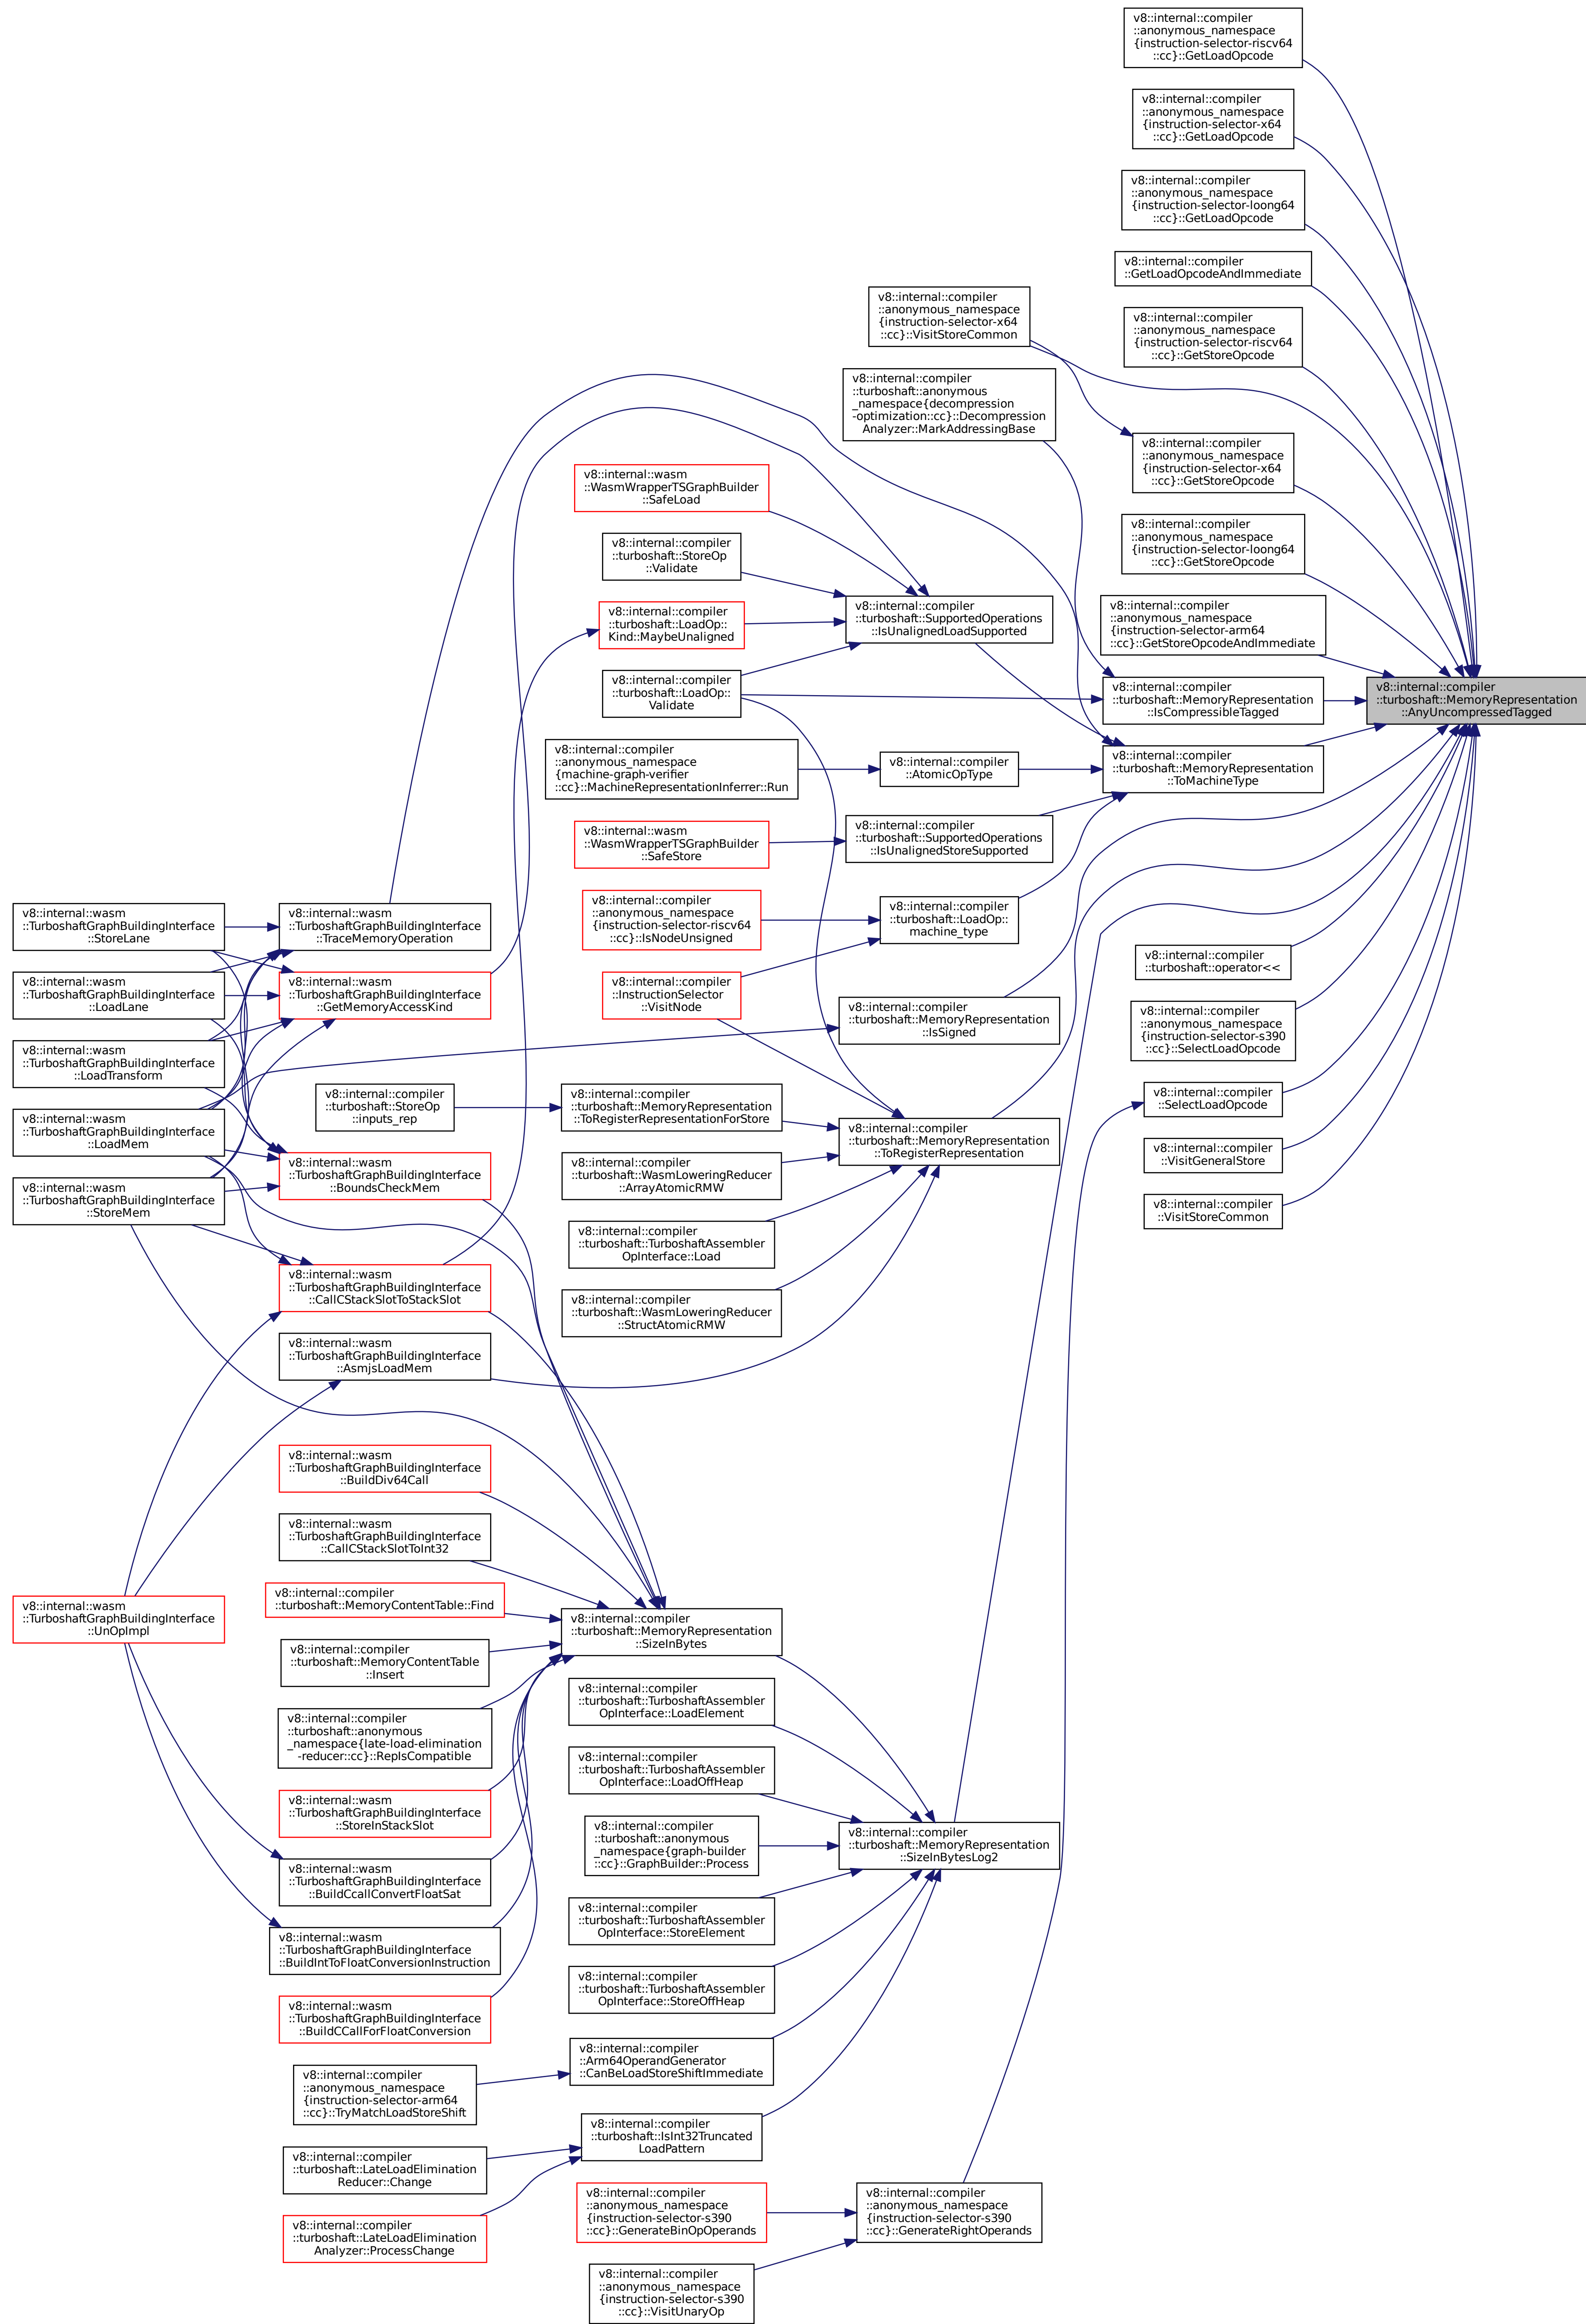 v8::internal::compiler
::anonymous_namespace
{instruction-selector-riscv64
::cc}::GetLoadOpcode
v8::internal::compiler
::anonymous_namespace
{instruction-selector-x64
::cc}::GetLoadOpcode
v8::internal::compiler
::anonymous_namespace
{instruction-selector-loong64
::cc}::GetLoadOpcode
v8::internal::compiler
::GetLoadOpcodeAndImmediate
v8::internal::compiler
::anonymous_namespace
{instruction-selector-x64
::cc}::VisitStoreCommon
v8::internal::compiler
::anonymous_namespace
{instruction-selector-riscv64
::cc}::GetStoreOpcode
v8::internal::compiler
::turboshaft::anonymous
_namespace{decompression
-optimization::cc}::Decompression
Analyzer::MarkAddressingBase
v8::internal::compiler
::anonymous_namespace
{instruction-selector-x64
::cc}::GetStoreOpcode
v8::internal::wasm
::WasmWrapperTSGraphBuilder
::SafeLoad
v8::internal::compiler
::anonymous_namespace
{instruction-selector-loong64
::cc}::GetStoreOpcode
v8::internal::compiler
::turboshaft::StoreOp
::Validate
v8::internal::compiler
::turboshaft::SupportedOperations
::IsUnalignedLoadSupported
v8::internal::compiler
::anonymous_namespace
{instruction-selector-arm64
::cc}::GetStoreOpcodeAndImmediate
v8::internal::compiler
::turboshaft::LoadOp::
Kind::MaybeUnaligned
v8::internal::compiler
::turboshaft::LoadOp::
Validate
v8::internal::compiler
::turboshaft::MemoryRepresentation
::IsCompressibleTagged
v8::internal::compiler
::turboshaft::MemoryRepresentation
::AnyUncompressedTagged
v8::internal::compiler
::anonymous_namespace
{machine-graph-verifier
::cc}::MachineRepresentationInferrer::Run
v8::internal::compiler
::AtomicOpType
v8::internal::compiler
::turboshaft::MemoryRepresentation
::ToMachineType
v8::internal::wasm
::WasmWrapperTSGraphBuilder
::SafeStore
v8::internal::compiler
::turboshaft::SupportedOperations
::IsUnalignedStoreSupported
v8::internal::wasm
::TurboshaftGraphBuildingInterface
::StoreLane
v8::internal::wasm
::TurboshaftGraphBuildingInterface
::TraceMemoryOperation
v8::internal::compiler
::anonymous_namespace
{instruction-selector-riscv64
::cc}::IsNodeUnsigned
v8::internal::compiler
::turboshaft::LoadOp::
machine_type
v8::internal::compiler
::turboshaft::operator<<
v8::internal::wasm
::TurboshaftGraphBuildingInterface
::LoadLane
v8::internal::wasm
::TurboshaftGraphBuildingInterface
::GetMemoryAccessKind
v8::internal::compiler
::InstructionSelector
::VisitNode
v8::internal::compiler
::turboshaft::MemoryRepresentation
::IsSigned
v8::internal::compiler
::anonymous_namespace
{instruction-selector-s390
::cc}::SelectLoadOpcode
v8::internal::wasm
::TurboshaftGraphBuildingInterface
::LoadTransform
v8::internal::compiler
::turboshaft::StoreOp
::inputs_rep
v8::internal::compiler
::turboshaft::MemoryRepresentation
::ToRegisterRepresentationForStore
v8::internal::compiler
::SelectLoadOpcode
v8::internal::wasm
::TurboshaftGraphBuildingInterface
::LoadMem
v8::internal::compiler
::turboshaft::MemoryRepresentation
::ToRegisterRepresentation
v8::internal::compiler
::VisitGeneralStore
v8::internal::wasm
::TurboshaftGraphBuildingInterface
::BoundsCheckMem
v8::internal::compiler
::turboshaft::WasmLoweringReducer
::ArrayAtomicRMW
v8::internal::wasm
::TurboshaftGraphBuildingInterface
::StoreMem
v8::internal::compiler
::VisitStoreCommon
v8::internal::compiler
::turboshaft::TurboshaftAssembler
OpInterface::Load
v8::internal::wasm
::TurboshaftGraphBuildingInterface
::CallCStackSlotToStackSlot
v8::internal::compiler
::turboshaft::WasmLoweringReducer
::StructAtomicRMW
v8::internal::wasm
::TurboshaftGraphBuildingInterface
::AsmjsLoadMem
v8::internal::wasm
::TurboshaftGraphBuildingInterface
::BuildDiv64Call
v8::internal::wasm
::TurboshaftGraphBuildingInterface
::CallCStackSlotToInt32
v8::internal::wasm
::TurboshaftGraphBuildingInterface
::UnOpImpl
v8::internal::compiler
::turboshaft::MemoryContentTable::Find
v8::internal::compiler
::turboshaft::MemoryRepresentation
::SizeInBytes
v8::internal::compiler
::turboshaft::MemoryContentTable
::Insert
v8::internal::compiler
::turboshaft::TurboshaftAssembler
OpInterface::LoadElement
v8::internal::compiler
::turboshaft::anonymous
_namespace{late-load-elimination
-reducer::cc}::RepIsCompatible
v8::internal::compiler
::turboshaft::TurboshaftAssembler
OpInterface::LoadOffHeap
v8::internal::wasm
::TurboshaftGraphBuildingInterface
::StoreInStackSlot
v8::internal::compiler
::turboshaft::anonymous
_namespace{graph-builder
::cc}::GraphBuilder::Process
v8::internal::compiler
::turboshaft::MemoryRepresentation
::SizeInBytesLog2
v8::internal::wasm
::TurboshaftGraphBuildingInterface
::BuildCcallConvertFloatSat
v8::internal::compiler
::turboshaft::TurboshaftAssembler
OpInterface::StoreElement
v8::internal::wasm
::TurboshaftGraphBuildingInterface
::BuildIntToFloatConversionInstruction
v8::internal::compiler
::turboshaft::TurboshaftAssembler
OpInterface::StoreOffHeap
v8::internal::wasm
::TurboshaftGraphBuildingInterface
::BuildCCallForFloatConversion
v8::internal::compiler
::Arm64OperandGenerator
::CanBeLoadStoreShiftImmediate
v8::internal::compiler
::anonymous_namespace
{instruction-selector-arm64
::cc}::TryMatchLoadStoreShift
v8::internal::compiler
::turboshaft::IsInt32Truncated
LoadPattern
v8::internal::compiler
::turboshaft::LateLoadElimination
Reducer::Change
v8::internal::compiler
::anonymous_namespace
{instruction-selector-s390
::cc}::GenerateBinOpOperands
v8::internal::compiler
::anonymous_namespace
{instruction-selector-s390
::cc}::GenerateRightOperands
v8::internal::compiler
::turboshaft::LateLoadElimination
Analyzer::ProcessChange
v8::internal::compiler
::anonymous_namespace
{instruction-selector-s390
::cc}::VisitUnaryOp